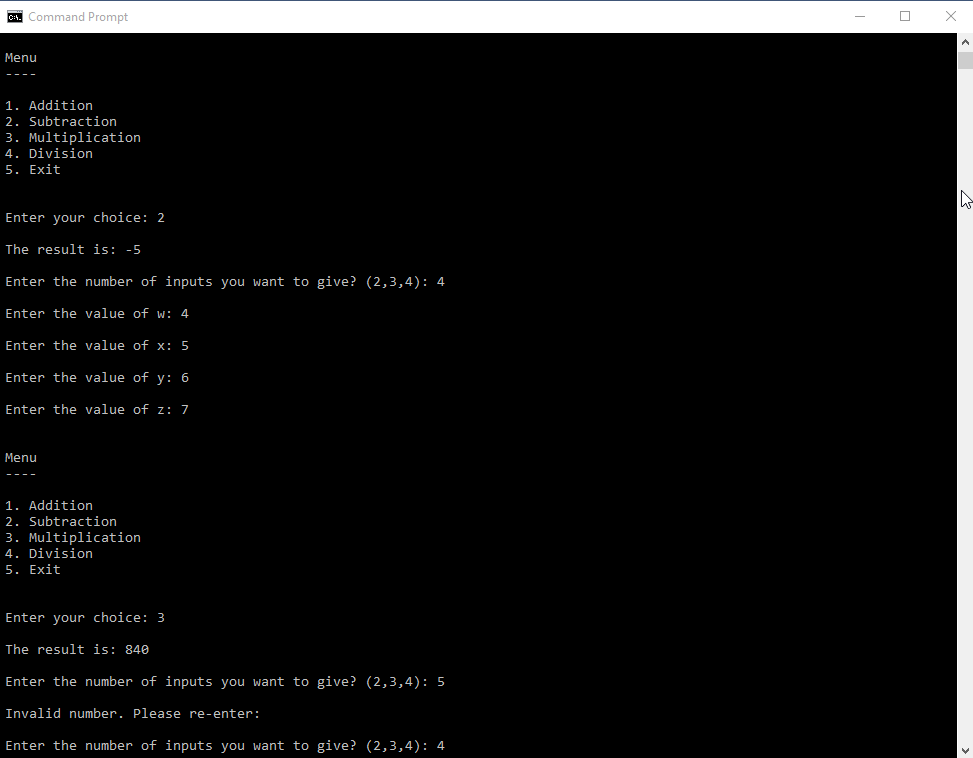 Command Prompt
Menu
----
1. Addition
2. Subtraction
3. Multiplication
4. Division
5. Exit
Enter your choice: 2
The result is: -5
Enter the number of inputs you want to give? (2,3,4): 4
Enter the value of w: 4
Enter the value of x: 5
Enter the value of y: 6
Enter the value of z: 7
Menu
----
1. Addition
2. Subtraction
3. Multiplication
4. Division
5. Exit
Enter your choice: 3
The result is: 840
Enter the number of inputs you want to give? (2,3,4): 5
Invalid number. Please re-enter:
Enter the number of inputs you want to give? (2,3,4): 4